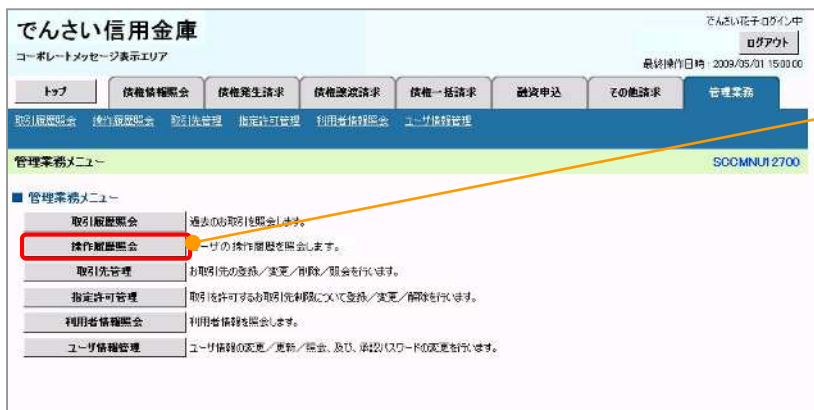 でんさい信用金庫
コーポレートメッセージ表示エリア
でんさい花子ログイン中
ログアウト
最終操作日時 2009/05/01 15:00:00
トップ 債権情報照会 債権発生請求 債権譲渡請求 債権一括請求 融資申込 その他請求 管理業務
取引履歴照会 操作履歴照会 取引先管理 指定許可管理 利用者情報照会 ユーザ情報管理
管理業務メニュー SCCMNU12700
■ 管理業務メニュー
取引履歴照会 過去のお取引を照会します。
操作履歴照会 ユーザの操作履歴を照会します。
取引先管理 お取引先の登録／変更／削除／照会を行います。
指定許可管理 取引を許可するお取引先制限について登録／変更／解除を行います。
利用者情報照会 利用者情報を照会します。
ユーザ情報管理 ユーザ情報の変更／更新／照会、及び、承認パスワードの変更を行います。